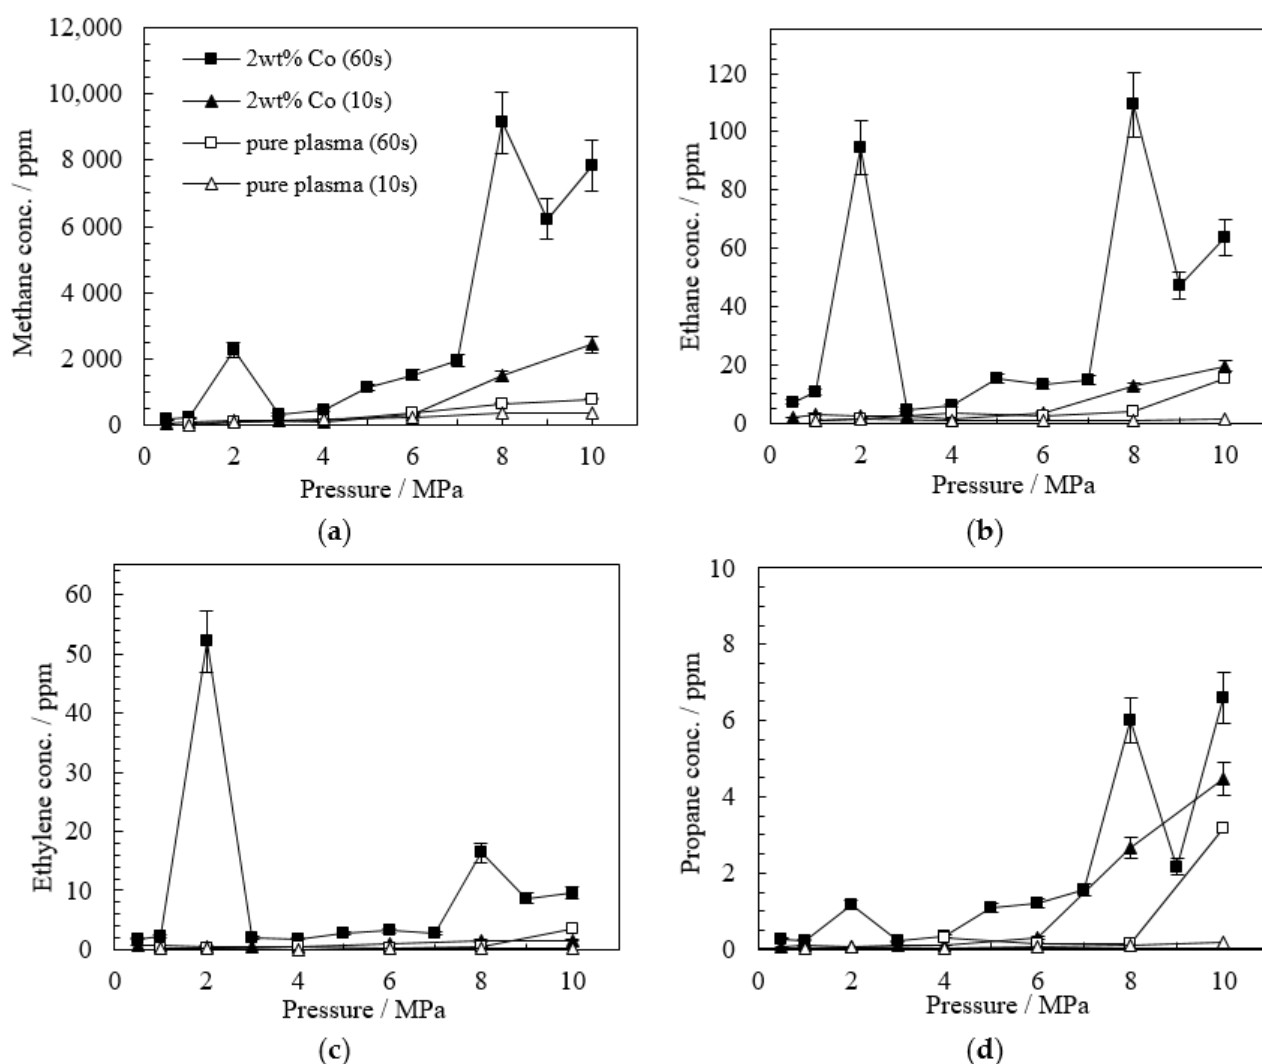 12,000
10,000
8 000
6 000
4 000
2 000
0
Methane conc. / ppm
2wt% Co (60s)
2wt% Co (10s)
pure plasma (60s)
pure plasma (10s)
0 2 4 6 8 10
Pressure / MPa
(a)
120
100
80
60
40
20
0
Ethane conc. / ppm
0 2 4 6 8 10
Pressure / MPa
(b)
60
50
40
30
20
10
0
Ethylene conc. / ppm
0 2 4 6 8 10
Pressure / MPa
(c)
10
8
6
4
2
0
Propane conc. / ppm
0 2 4 6 8 10
Pressure / MPa
(d)